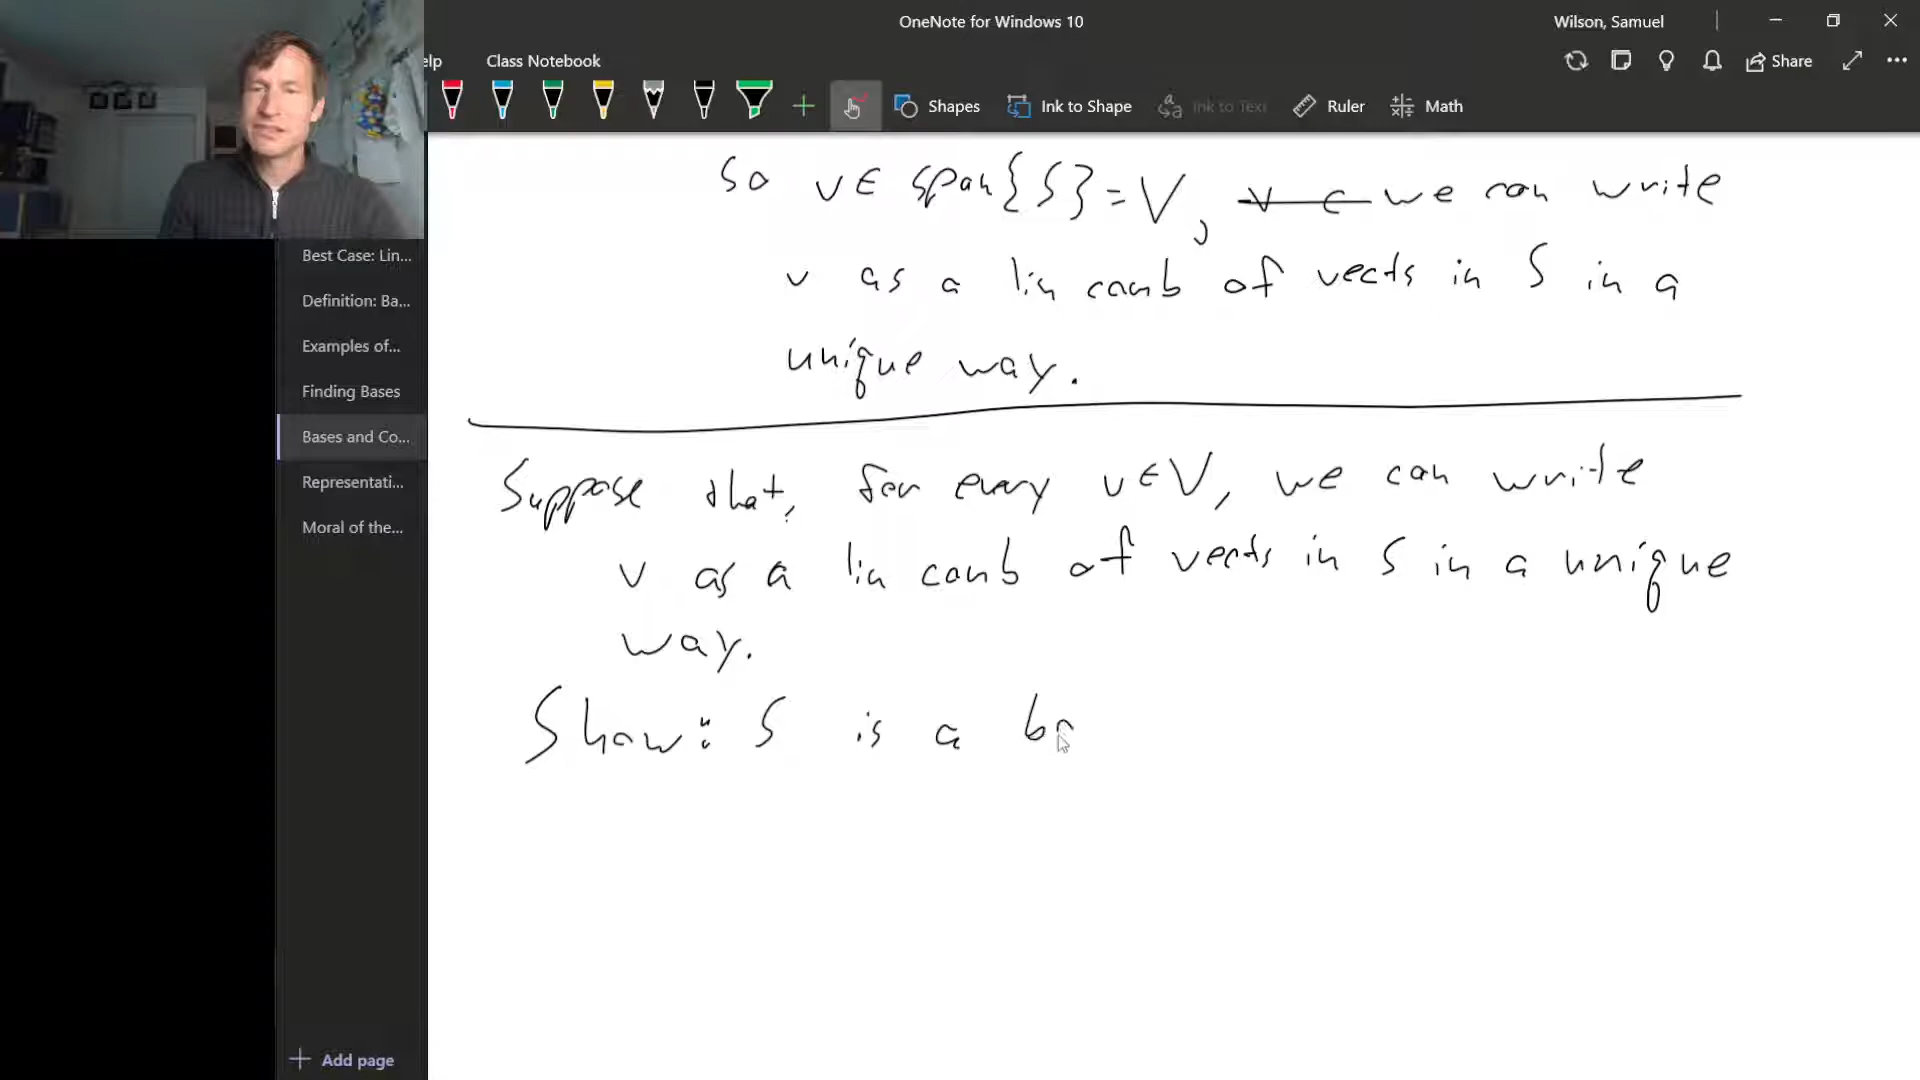 OneNote for Windows 10
Wilson, Samuel
elp Class Notebook
Share
Shapes Ink to Shape Ink to Text Ruler Math
So v ∈ span{S} = V, we can write
v as a lin comb of vects in S in a
unique way.
Best Case: Lin...
Definition: Ba...
Examples of...
Finding Bases
Bases and Co...
Representati...
Moral of the...
Suppose that, for every v ∈ V, we can write
v as a lin comb of vects in S in a unique
way.
Show: S is a ba
Add page